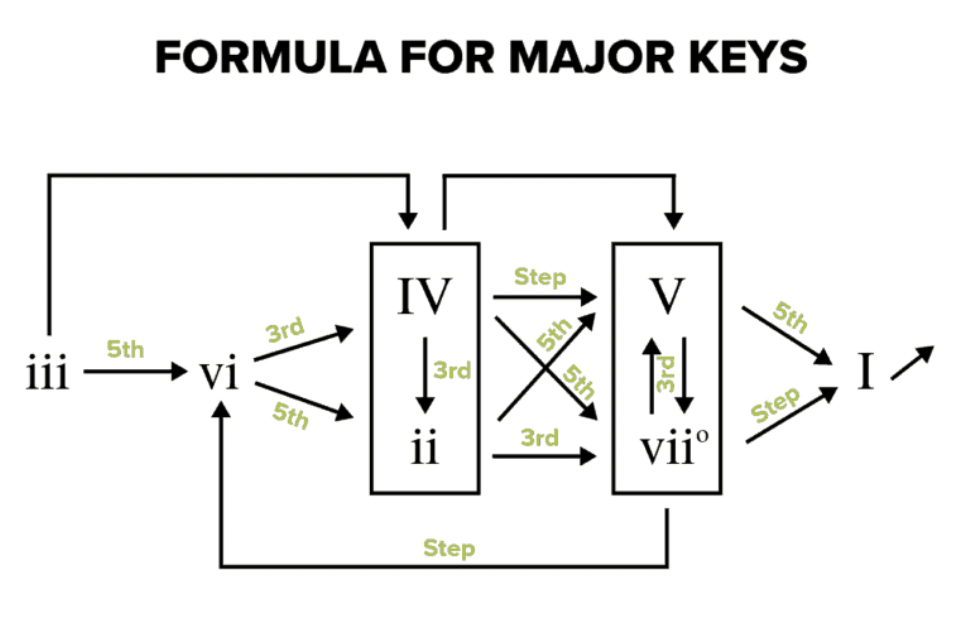 FORMULA FOR MAJOR KEYS
IV
Step
V
5th
3rd
5th
iii
5th
vi
3rd
5th
3rd
I
5th
ii
3rd
viiº
Step
Step